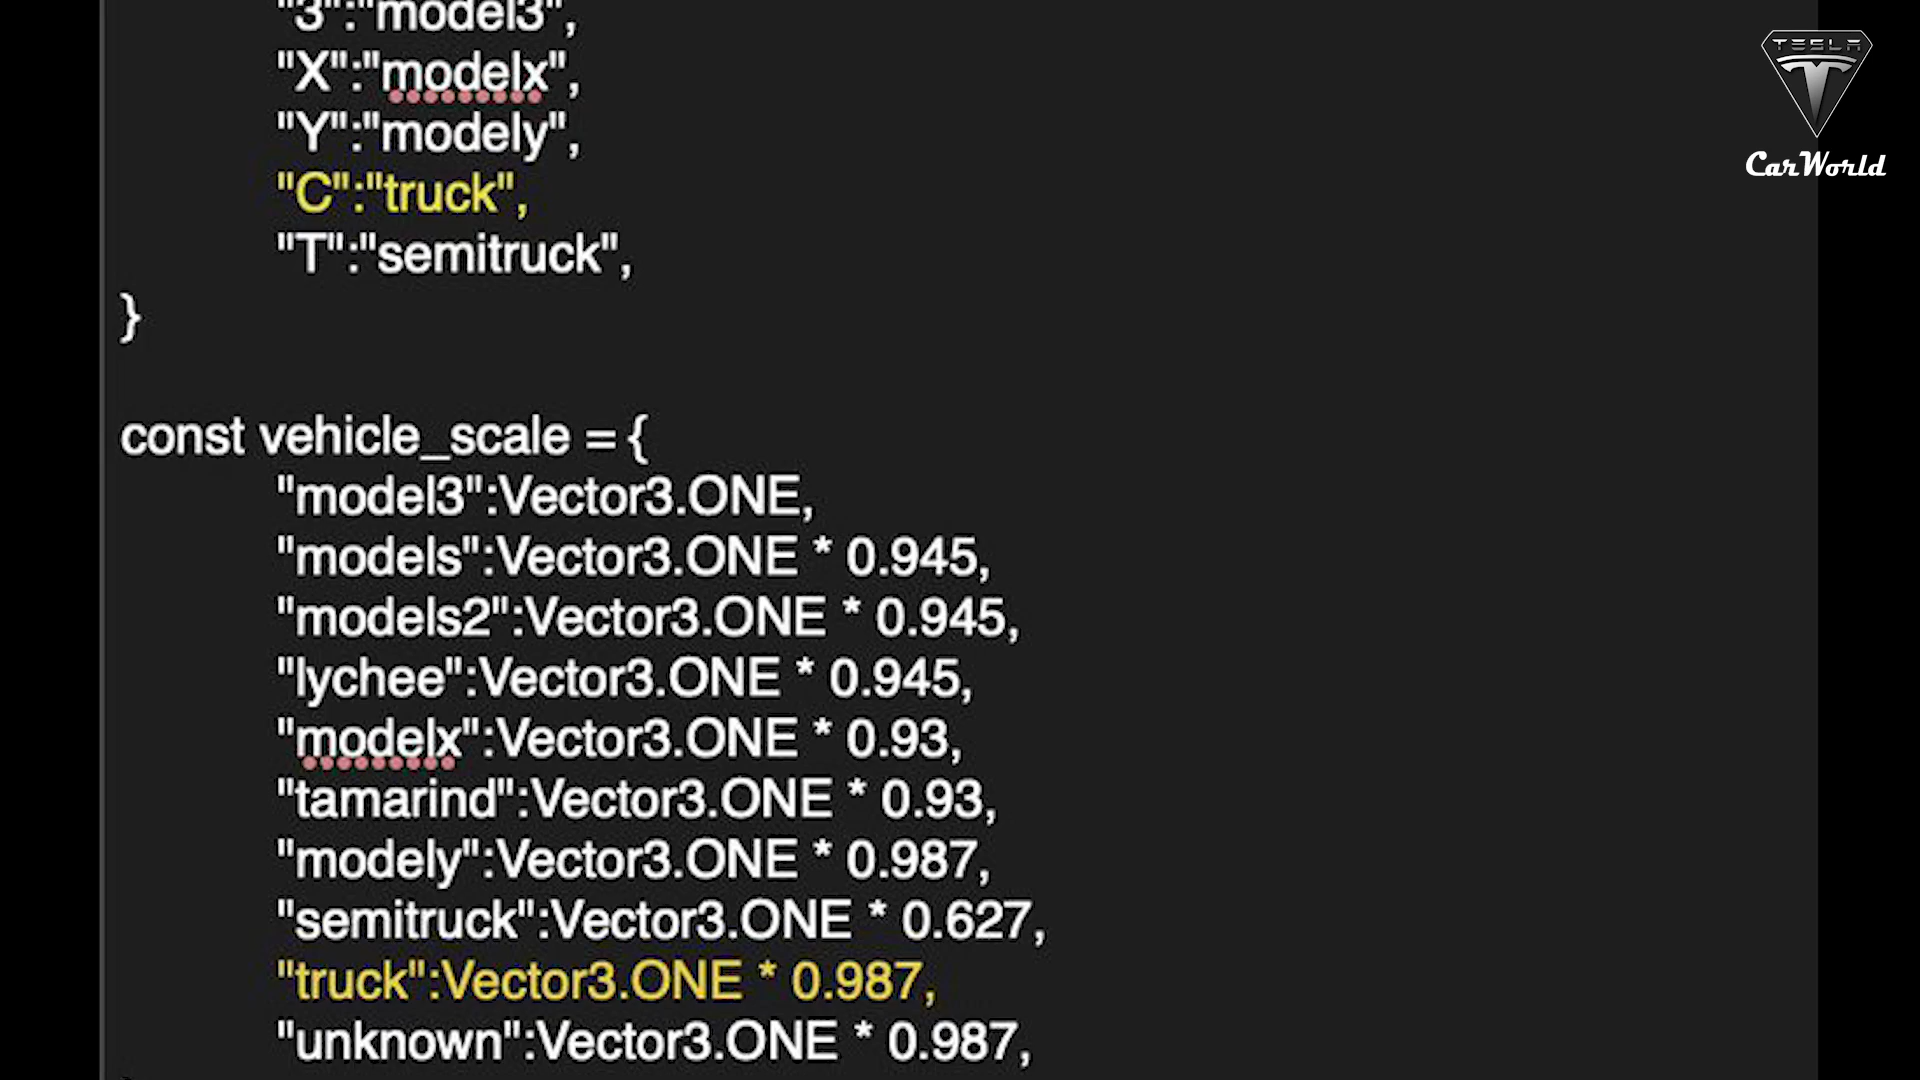 "3":"model3",
"X":"modelx",
"Y":"modely",
"C":"truck",
"T":"semitruck",
}
const vehicle_scale = {
"model3":Vector3.ONE,
"models":Vector3.ONE * 0.945,
"models2":Vector3.ONE * 0.945,
"lychee":Vector3.ONE * 0.945,
"modelx":Vector3.ONE * 0.93,
"tamarind":Vector3.ONE * 0.93,
"modely":Vector3.ONE * 0.987,
"semitruck":Vector3.ONE * 0.627,
"truck":Vector3.ONE * 0.987,
"unknown":Vector3.ONE * 0.987,
TESLA
CarWorld